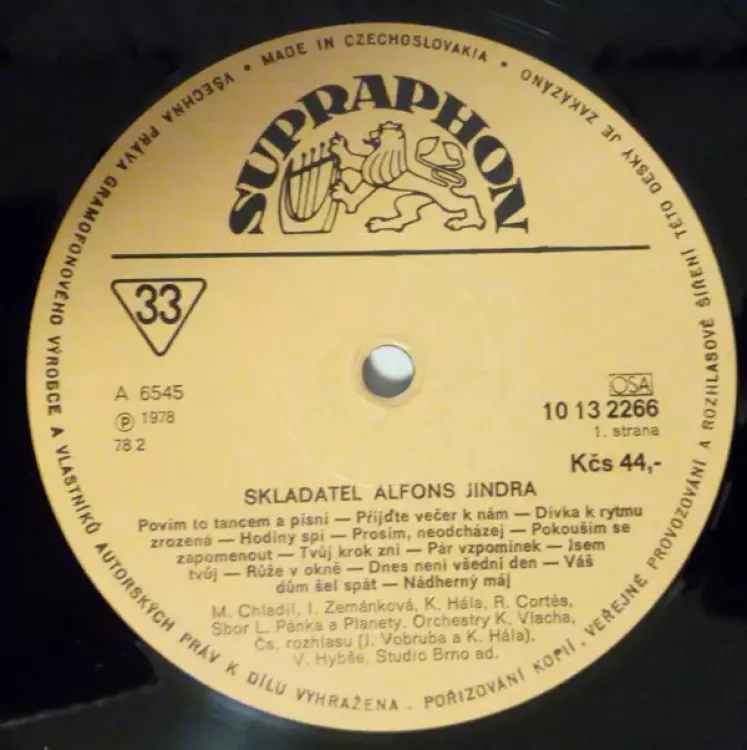 VŠECHNA PRÁVA GRAMOFONOVÉHO VÝROBCE A VLASTNÍKŮ AUTORSKÝCH PRÁV K DÍLU VYHRAŽENA. POŘIZOVÁNÍ KOPIÍ, VEŘEJNÉ PROVOZOVÁNÍ A ROZHLASOVÉ ŠÍŘENÍ TÉTO DESKY JE ZAKÁZÁNO
• MADE IN CZECHOSLOVAKIA •
SUPRAPHON
33
A 6545
℗ 1978
78 2
OSA
10 13 2266
1. strana
Kčs 44,-
SKLADATEL ALFONS JINDRA
Povím to tancem a písní — Přijďte večer k nám — Dívka k rytmu
zrozená — Hodiny spí — Prosím, neodcházej — Pokouším se
zapomenout — Tvůj krok zní — Pár vzpomínek — Jsem
tvůj — Růže v okně — Dnes není všední den — Váš
dům šel spát — Nádherný máj
M. Chladil, I. Zemánková, K. Hála, R. Cortés,
Sbor L. Pánka a Planety. Orchestry K. Vlacha,
Čs. rozhlasu (J. Vobruba a K. Hála),
V. Hybše, Studio Brno ad.